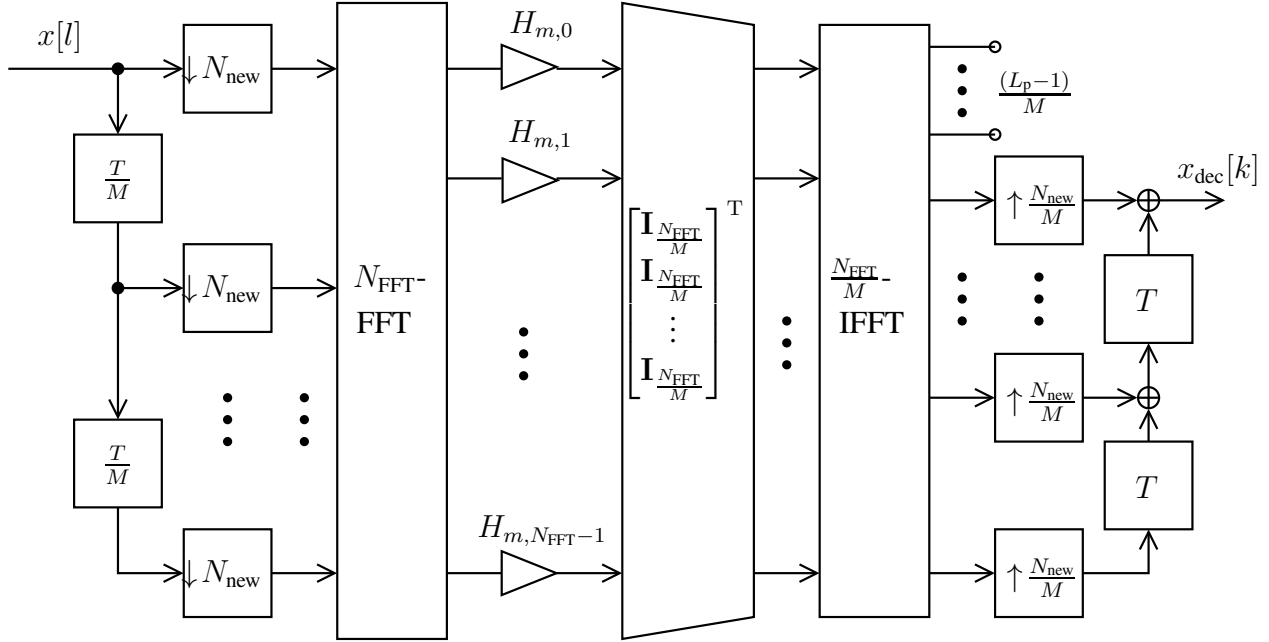 x[l]
↓ N_new
T/M
↓ N_new
T/M
↓ N_new
N_FFT-
FFT
H_{m,0}
H_{m,1}
H_{m,N_FFT−1}
[I_{N_FFT/M}
I_{N_FFT/M}
⋮
I_{N_FFT/M}]^T
N_FFT/M-
IFFT
(L_p−1)/M
↑ N_new/M
↑ N_new/M
↑ N_new/M
x_dec[k]
T
T